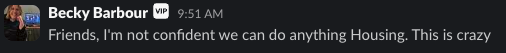 Becky Barbour VIP 9:51 AM
Friends, I'm not confident we can do anything Housing. This is crazy